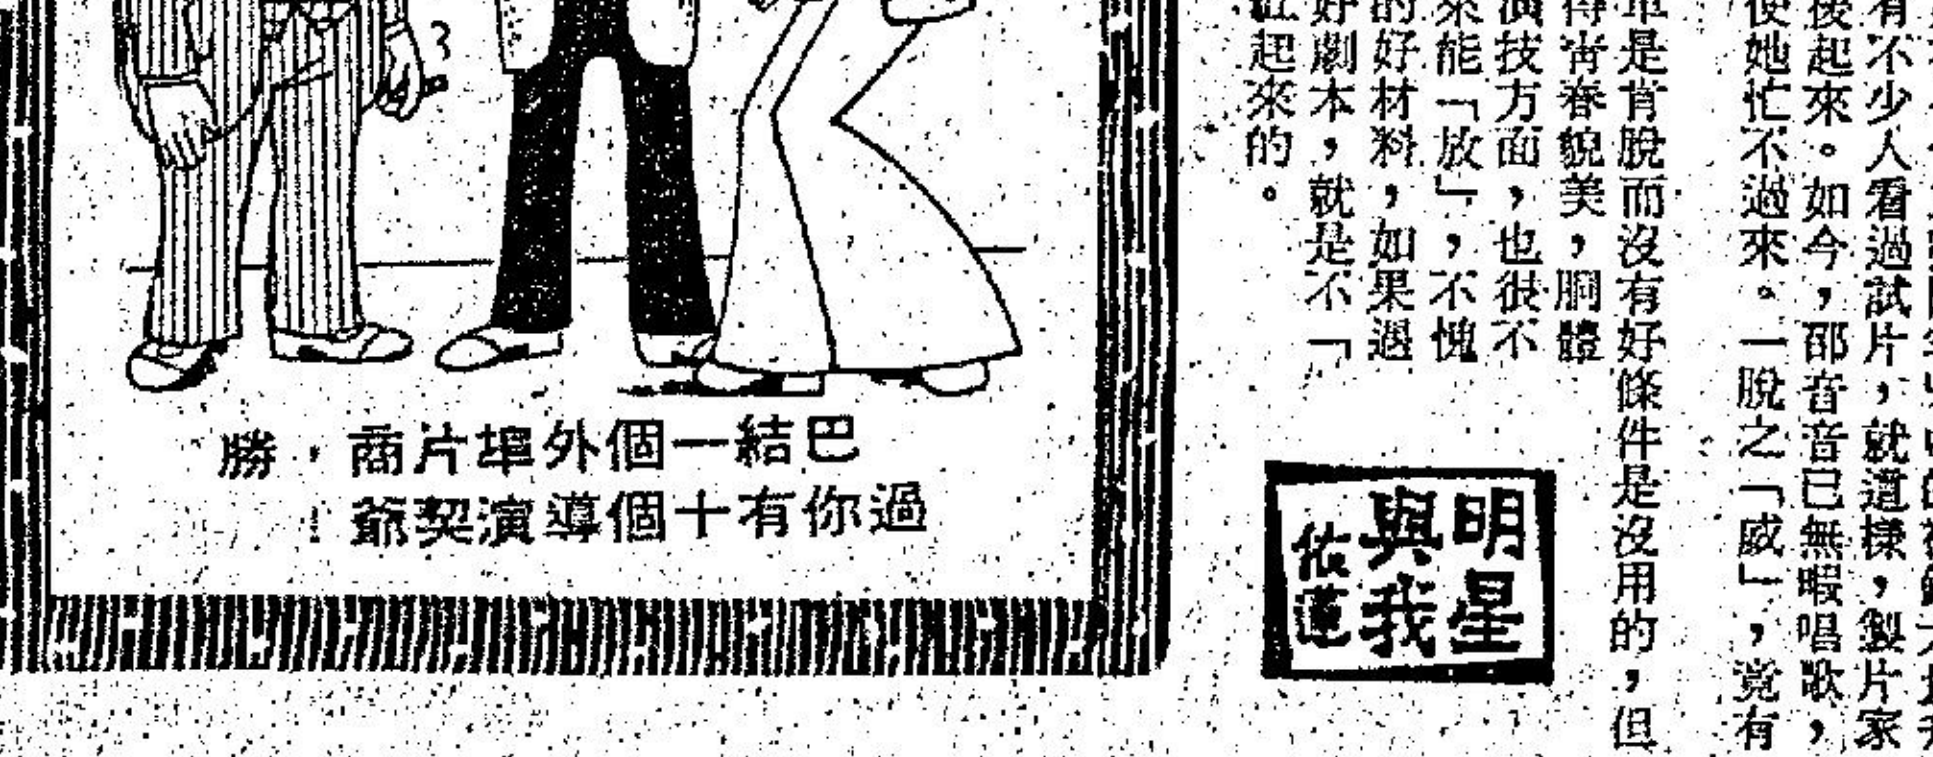 有不少人看過試片，就這樣，製片家
後起來。如今，邵音音已無暇唱歌，
使她忙不過來。一脫之「威」，竟有
單是肯脫而沒有好條件是沒用的，但
得青春貌美，胴體
演技方面，也很不
來能「放」，不愧
的好材料，如果遇
好劇本，就是不「
紅起來的。
明星
與我
依
巴結一個外埠片商，勝
過你有十個導演契爺！